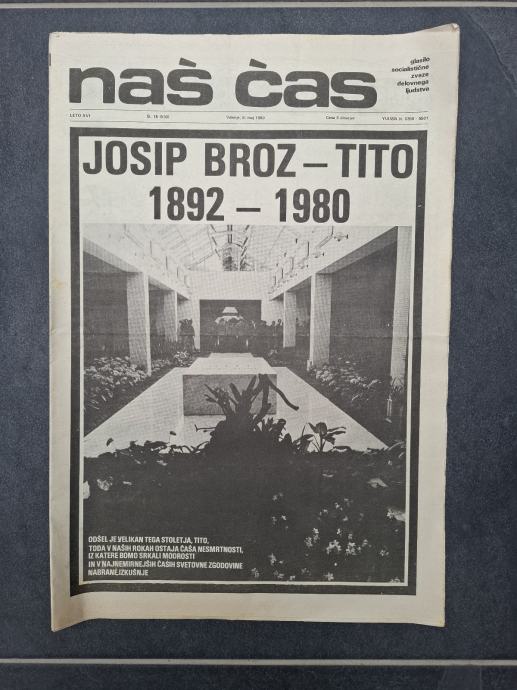 naš čas
glasilo
socialistične
zveze
delovnega
ljudstva
LETO XVI
Velenje, maj 1980
Cena 5 dinarjev
JOSIP BROZ – TITO
1892 – 1980
ODŠEL JE VELIKAN TEGA STOLETJA, TITO,
TODA V NAŠIH ROKAH OSTAJA ČAŠA NESMRTNOSTI,
IZ KATERE BOMO SRKALI MODROSTI
IN V NAJNEMIRNEJŠIH ČASIH SVETOVNE ZGODOVINE
NABRANE IZKUŠNJE